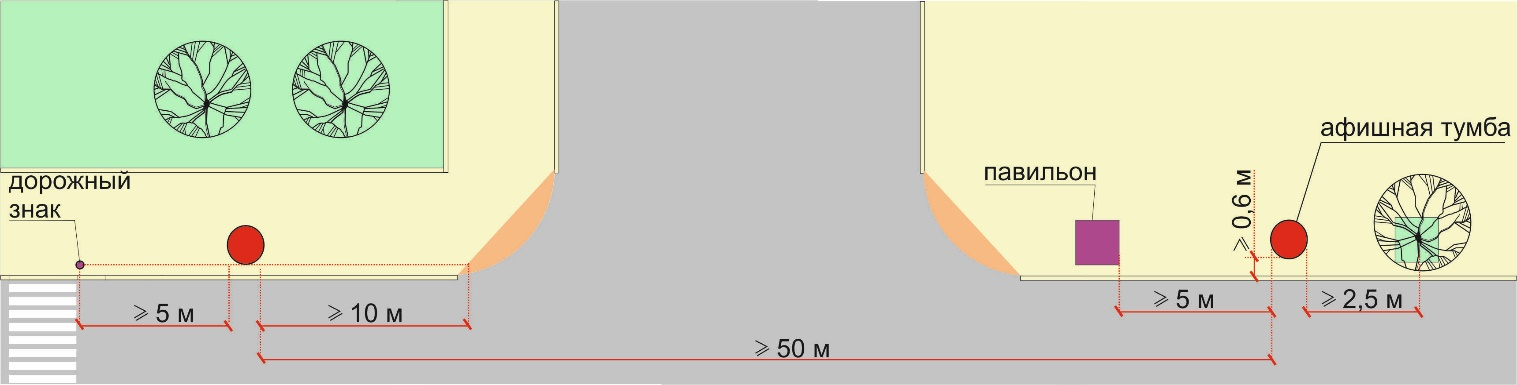 афишная тумба
павильон
дорожный
знак
⩾ 0,6 м
⩾ 5 м
⩾ 10 м
⩾ 5 м
⩾ 2,5 м
⩾ 50 м